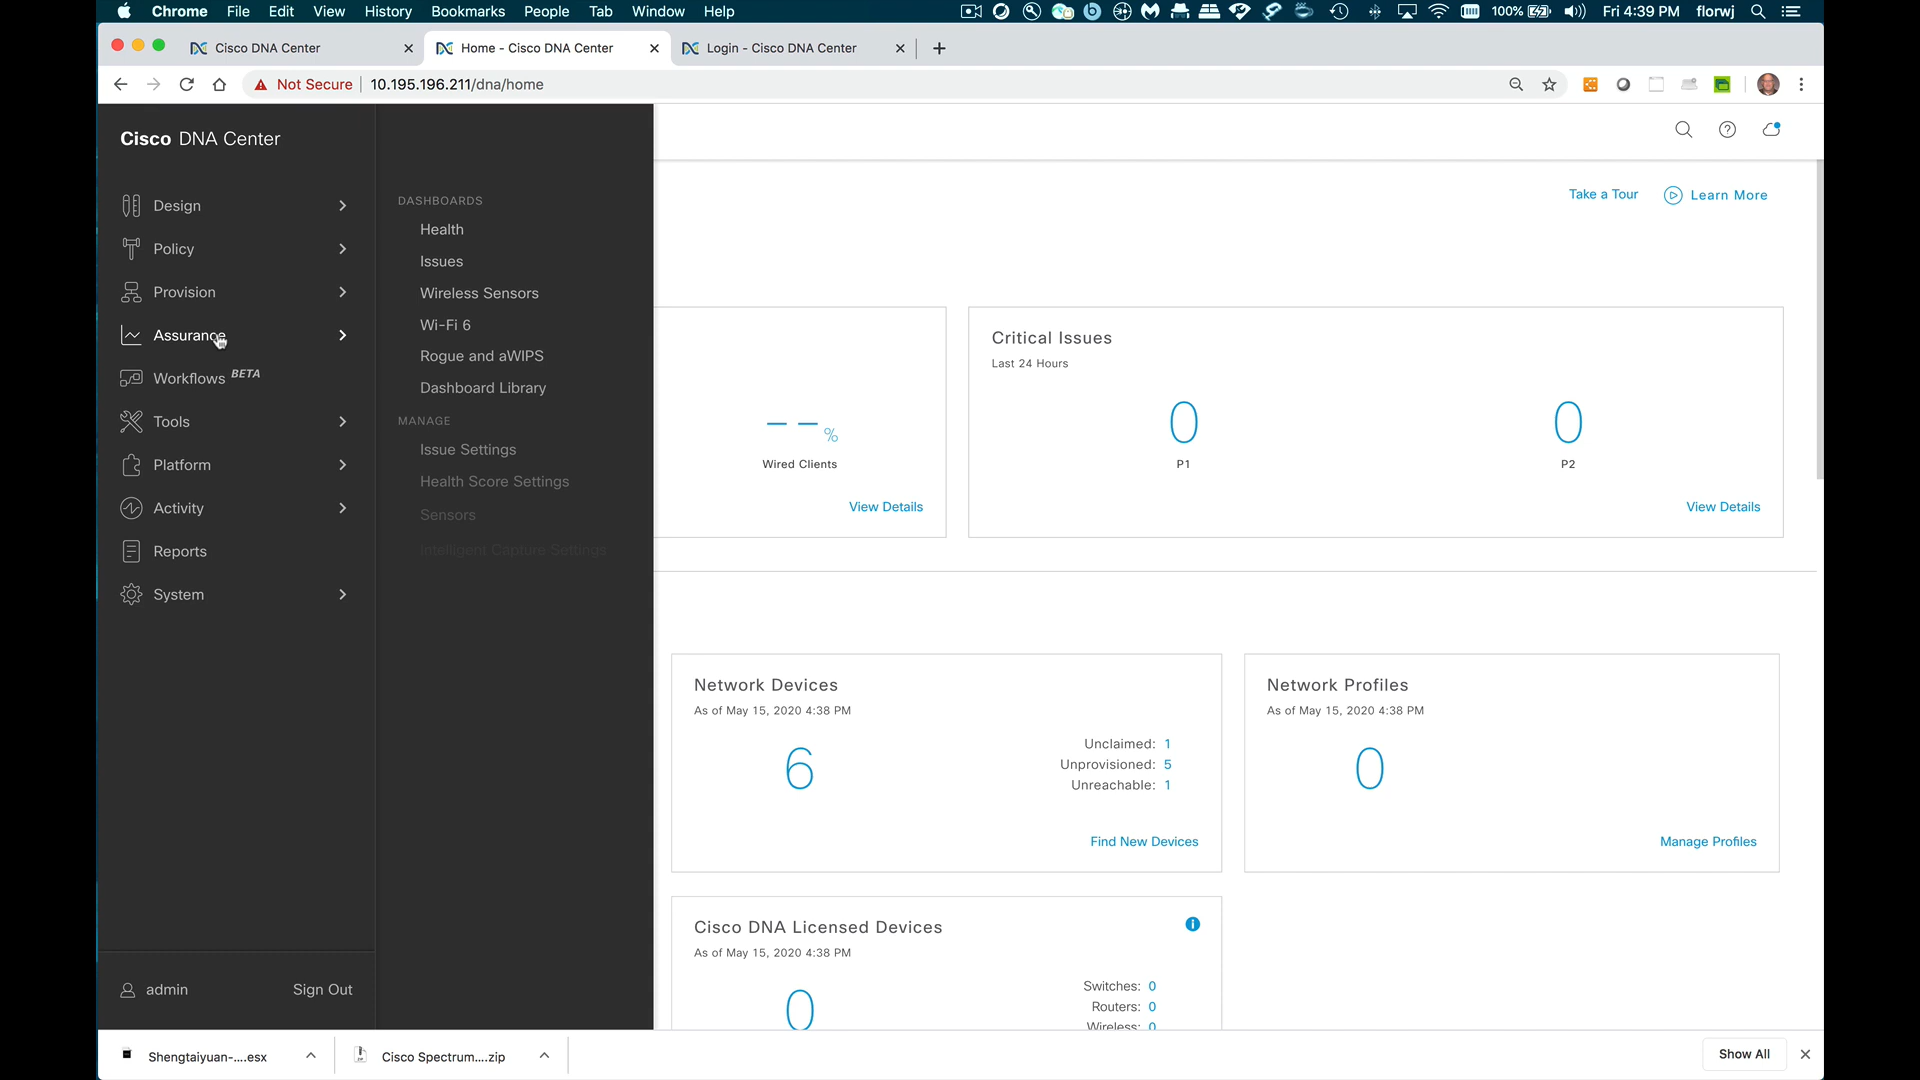 Chrome File Edit View History Bookmarks People Tab Window Help 100% Fri 4:39 PM florwj
Cisco DNA Center
Home - Cisco DNA Center
Login - Cisco DNA Center
Not Secure 10.195.196.211/dna/home
Cisco DNA Center
Design
Policy
Provision
Assurance
Workflows BETA
Tools
Platform
Activity
Reports
System
admin
Sign Out
DASHBOARDS
Health
Issues
Wireless Sensors
Wi-Fi 6
Rogue and aWIPS
Dashboard Library
MANAGE
Issue Settings
Health Score Settings
Sensors
Intelligent Capture Settings
Take a Tour
Learn More
--%
Wired Clients
View Details
Critical Issues
Last 24 Hours
0
P1
0
P2
View Details
Network Devices
As of May 15, 2020 4:38 PM
6
Unclaimed: 1
Unprovisioned: 5
Unreachable: 1
Find New Devices
Network Profiles
As of May 15, 2020 4:38 PM
0
Manage Profiles
Cisco DNA Licensed Devices
As of May 15, 2020 4:38 PM
0
Switches: 0
Routers: 0
Wireless: 0
Shengtaiyuan-....esx
Cisco Spectrum....zip
Show All